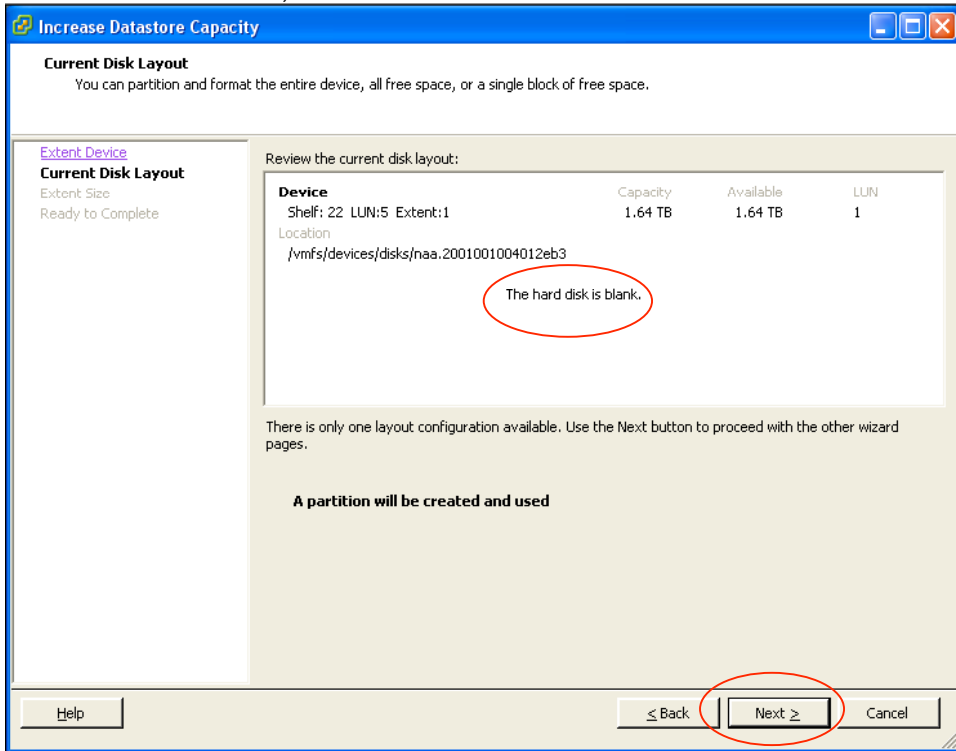 Increase Datastore Capacity
Current Disk Layout
You can partition and format the entire device, all free space, or a single block of free space.
Extent Device
Current Disk Layout
Extent Size
Ready to Complete
Review the current disk layout:
Device Capacity Available LUN
Shelf: 22 LUN:5 Extent:1 1.64 TB 1.64 TB 1
Location
/vmfs/devices/disks/naa.2001001004012eb3
The hard disk is blank.
There is only one layout configuration available. Use the Next button to proceed with the other wizard
pages.
A partition will be created and used
Help ≤ Back Next ≥ Cancel